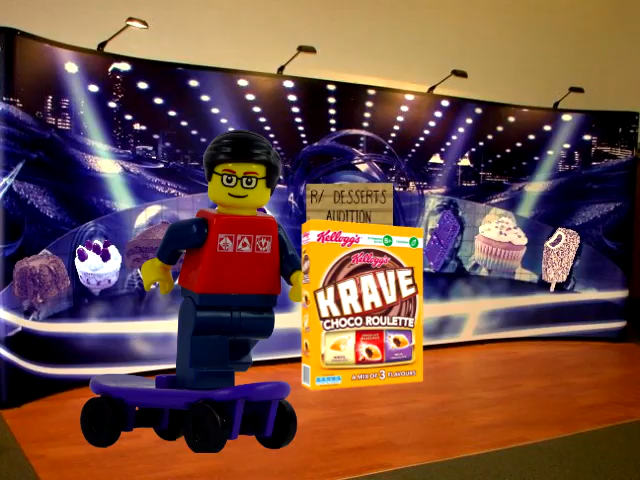 R/ DESSERTS
AUDITION
Kellogg's
Kellogg's
KRAVE
CHOCO ROULETTE
A MIX OF 3 FLAVOURS